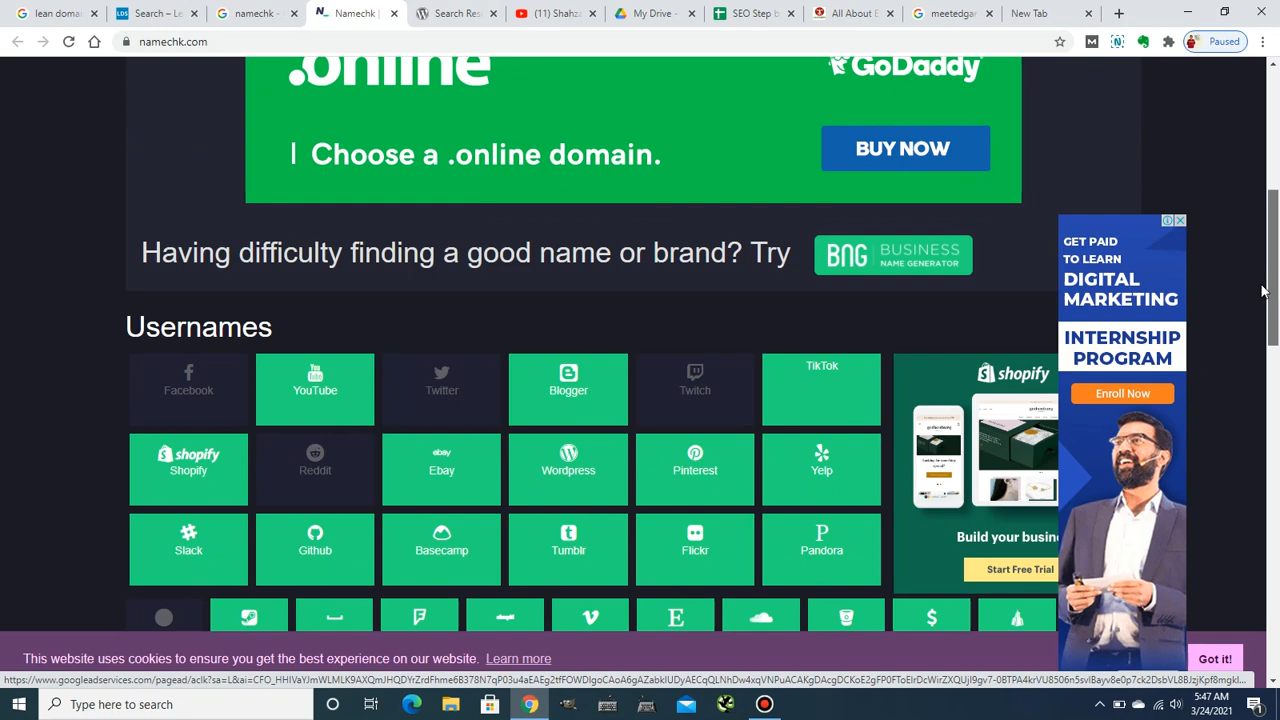 lean domai
Search – Le
namechk -
Namechk |
Search Res
(11) Shahza
My Drive -
SEO Step b
All About B
meetedgar
New Tab
namechk.com
Paused
.online
GoDaddy
Choose a .online domain.
BUY NOW
Having difficulty finding a good name or brand? Try
BNG BUSINESS NAME GENERATOR
GET PAID
TO LEARN
DIGITAL
MARKETING
INTERNSHIP
PROGRAM
Enroll Now
Usernames
Facebook
YouTube
Twitter
Blogger
Twitch
TikTok
shopify
Shopify
Reddit
ebay
Ebay
Wordpress
Pinterest
Yelp
Slack
Github
Basecamp
Tumblr
Flickr
Pandora
shopify
Build your busin
Start Free Trial
This website uses cookies to ensure you get the best experience on our website. Learn more
Got it!
Type here to search
5:47 AM
3/24/2021